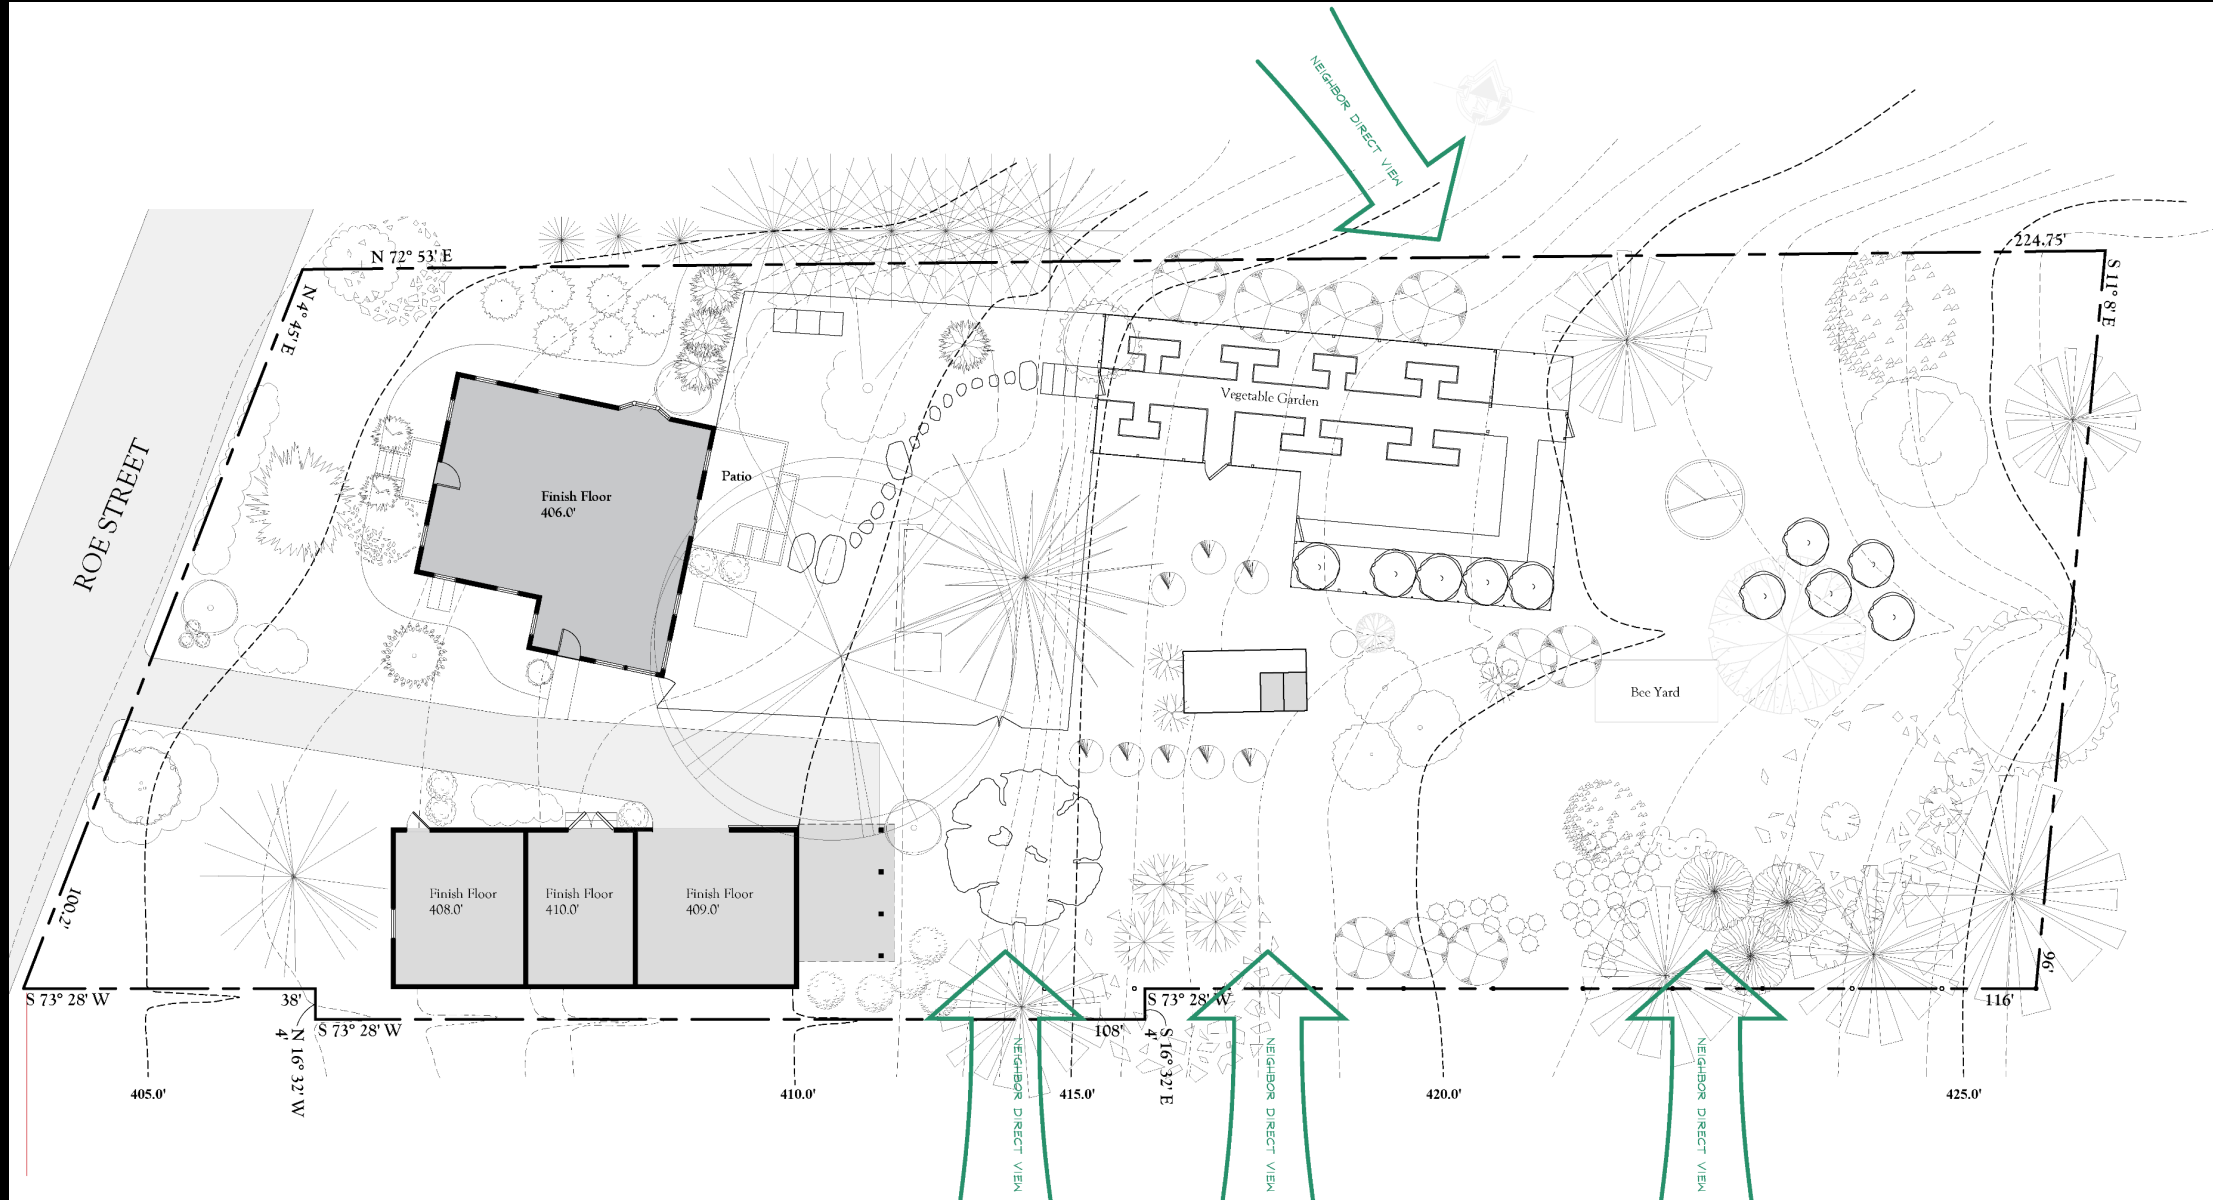 NEIGHBOR DIRECT VIEW
N 72° 53' E
224.75'
N 4° 45' E
S 11° 8' E
Vegetable Garden
ROE STREET
Patio
Finish Floor
406.0'
Bee Yard
Finish Floor
408.0'
Finish Floor
410.0'
Finish Floor
409.0'
100.2'
96'
S 73° 28' W
38'
S 73° 28' W
116'
N 16° 32' W
4'
S 73° 28' W
108'
S 16° 32' E
4'
NEIGHBOR DIRECT VIEW
NEIGHBOR DIRECT VIEW
NEIGHBOR DIRECT VIEW
405.0'
410.0'
415.0'
420.0'
425.0'